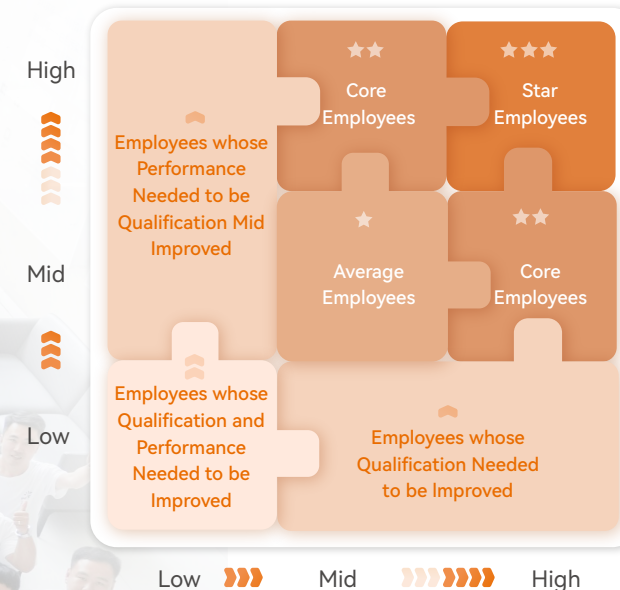 High
Mid
Low
Employees whose
Performance
Needed to be
Qualification Mid
Improved
Core
Employees
Star
Employees
Average
Employees
Core
Employees
Employees whose
Qualification and
Performance
Needed to be
Improved
Employees whose
Qualification Needed
to be Improved
Low
Mid
High